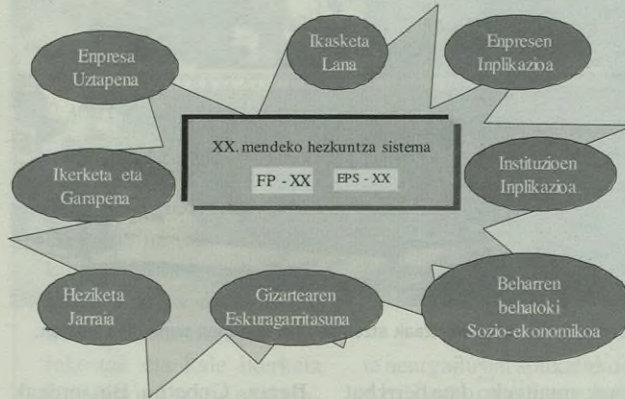 Enpresa
Uztapena
Ikasketa
Lana
Enpresen
Inplikazioa
XX. mendeko hezkuntza sistema
FP - XX
EPS - XX
Ikerketa eta
Garapena
Instituzioen
Inplikazioa
Heziketa
Jarraia
Gizartearen
Eskuragarritasuna
Beharren
behatoki
Sozio-ekonomikoa